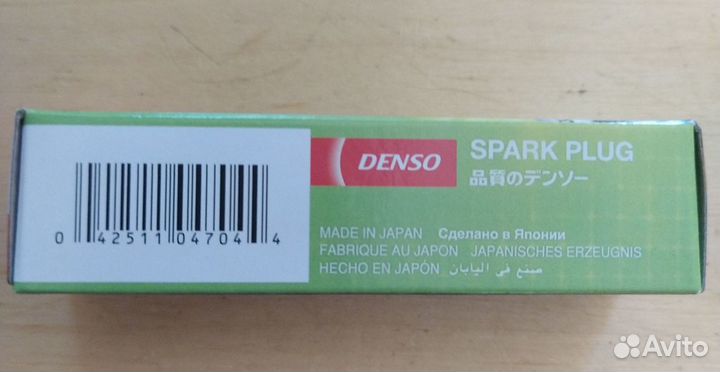 DENSO
SPARK PLUG
品質のデンソー
0 42511 04704 4
MADE IN JAPAN Сделано в Японии
FABRIQUE AU JAPON JAPANISCHES ERZEUGNIS
HECHO EN JAPÓN صنع في اليابان
Avito